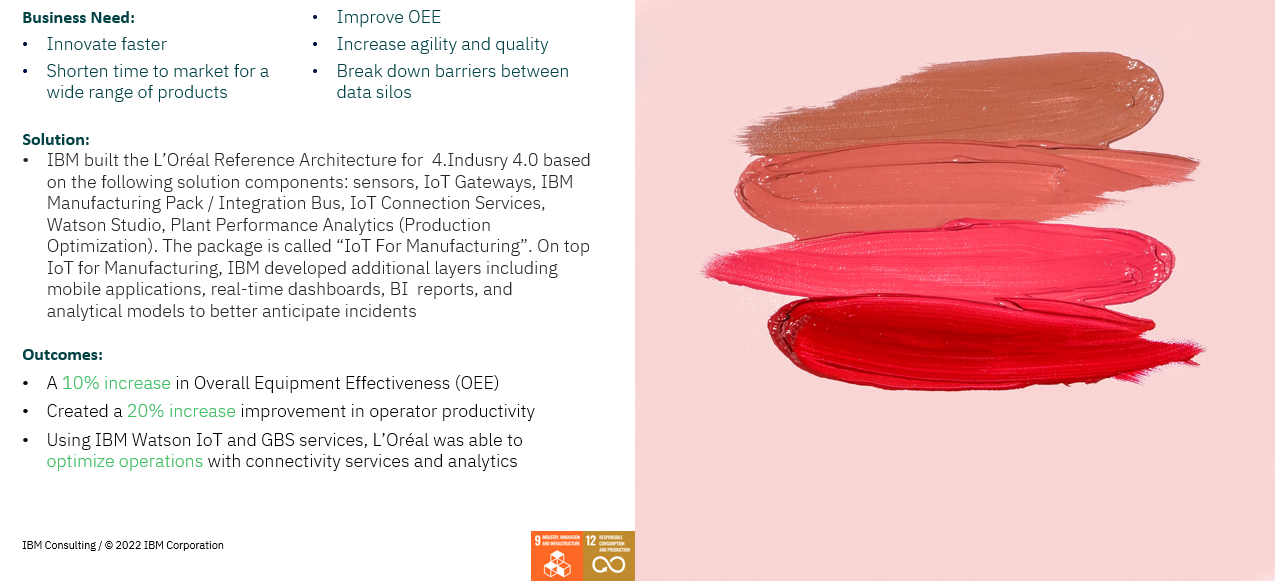 Business Need:
• Innovate faster
• Shorten time to market for a
wide range of products
• Improve OEE
• Increase agility and quality
• Break down barriers between
data silos
Solution:
• IBM built the L’Oréal Reference Architecture for  4.Indusry 4.0 based
on the following solution components: sensors, IoT Gateways, IBM
Manufacturing Pack / Integration Bus, IoT Connection Services,
Watson Studio, Plant Performance Analytics (Production
Optimization). The package is called “IoT For Manufacturing”. On top
IoT for Manufacturing, IBM developed additional layers including
mobile applications, real-time dashboards, BI  reports, and
analytical models to better anticipate incidents
Outcomes:
• A 10% increase in Overall Equipment Effectiveness (OEE)
• Created a 20% increase improvement in operator productivity
• Using IBM Watson IoT and GBS services, L’Oréal was able to
optimize operations with connectivity services and analytics
IBM Consulting / © 2022 IBM Corporation
9 INDUSTRY, INNOVATION
AND INFRASTRUCTURE
12 RESPONSIBLE
CONSUMPTION
AND PRODUCTION